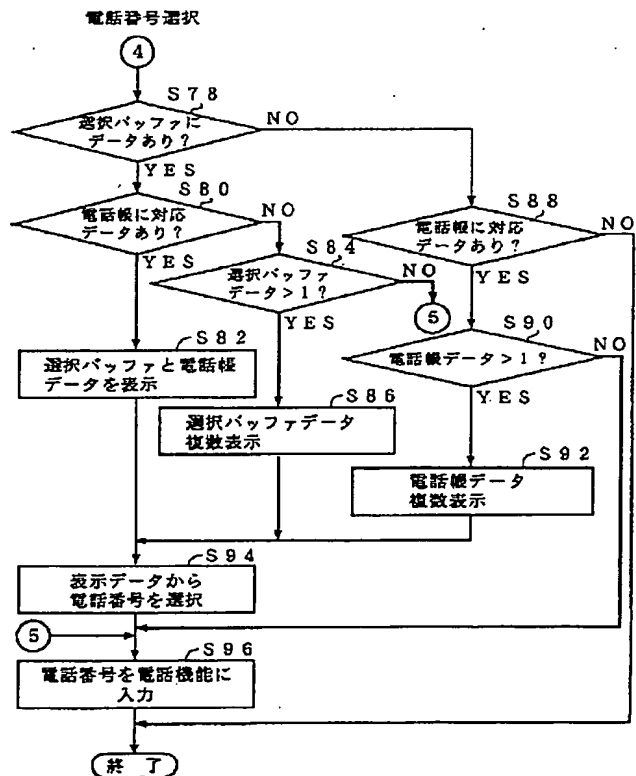 電話番号選択
4
S78
選択バッファに
データあり?
NO
YES
S80
電話帳に対応
データあり?
NO
YES
S88
電話帳に対応
データあり?
NO
YES
S84
選択バッファ
データ>1?
NO
YES
5
S90
電話帳データ>1?
NO
YES
S82
選択バッファと電話帳
データを表示
S86
選択バッファデータ
複数表示
S92
電話帳データ
複数表示
S94
表示データから
電話番号を選択
5
S96
電話番号を電話機能に
入力
終了